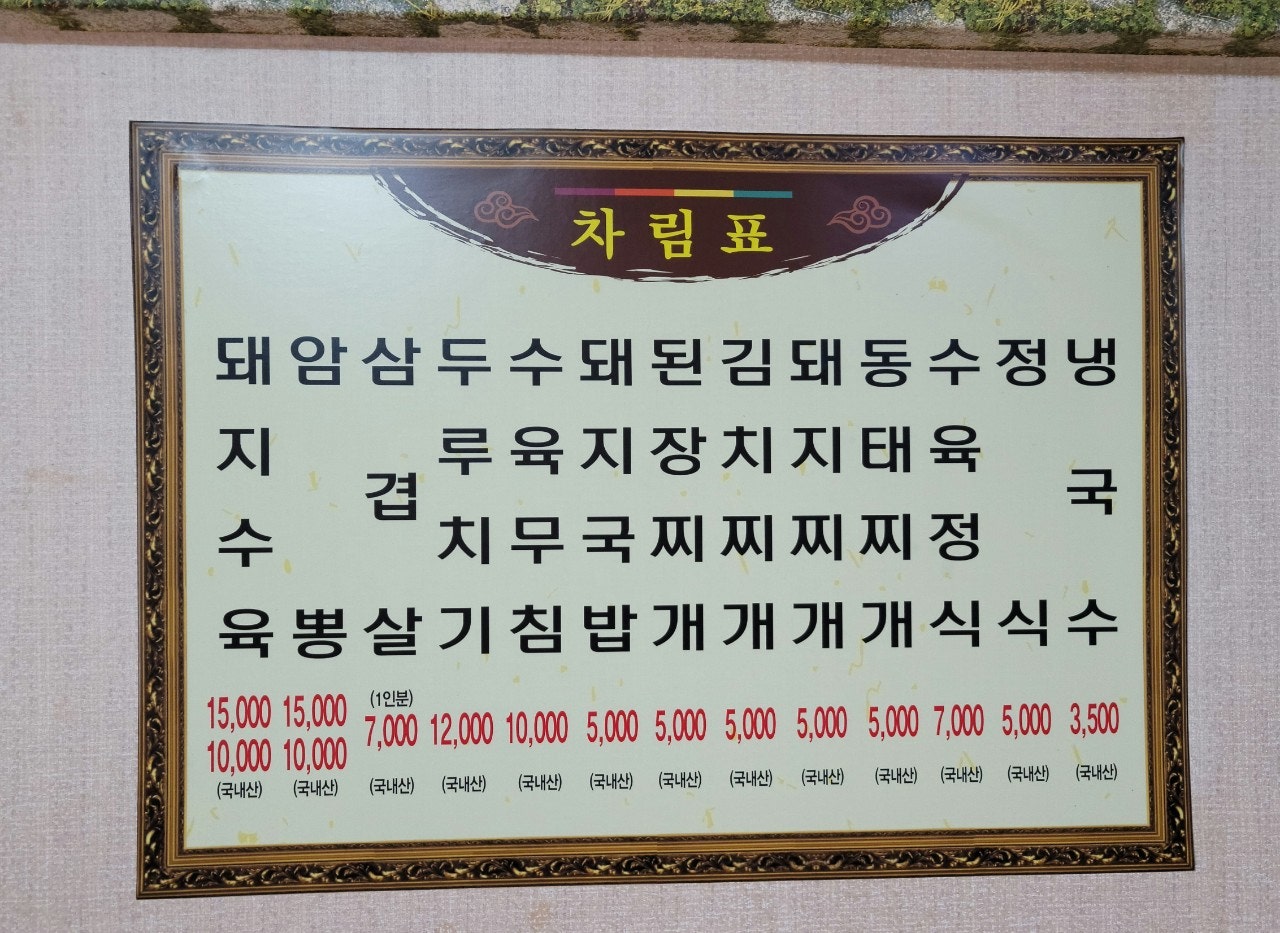 차림표
돼지수육
15,000
10,000
(국내산)
암뽕
15,000
10,000
(국내산)
삼겹살
(1인분)
7,000
(국내산)
두루치기
12,000
(국내산)
수육무침
10,000
(국내산)
돼지국밥
5,000
(국내산)
된장찌개
5,000
(국내산)
김치찌개
5,000
(국내산)
돼지찌개
5,000
(국내산)
동태찌개
5,000
(국내산)
수육정식
7,000
(국내산)
정식
5,000
(국내산)
냉국수
3,500
(국내산)